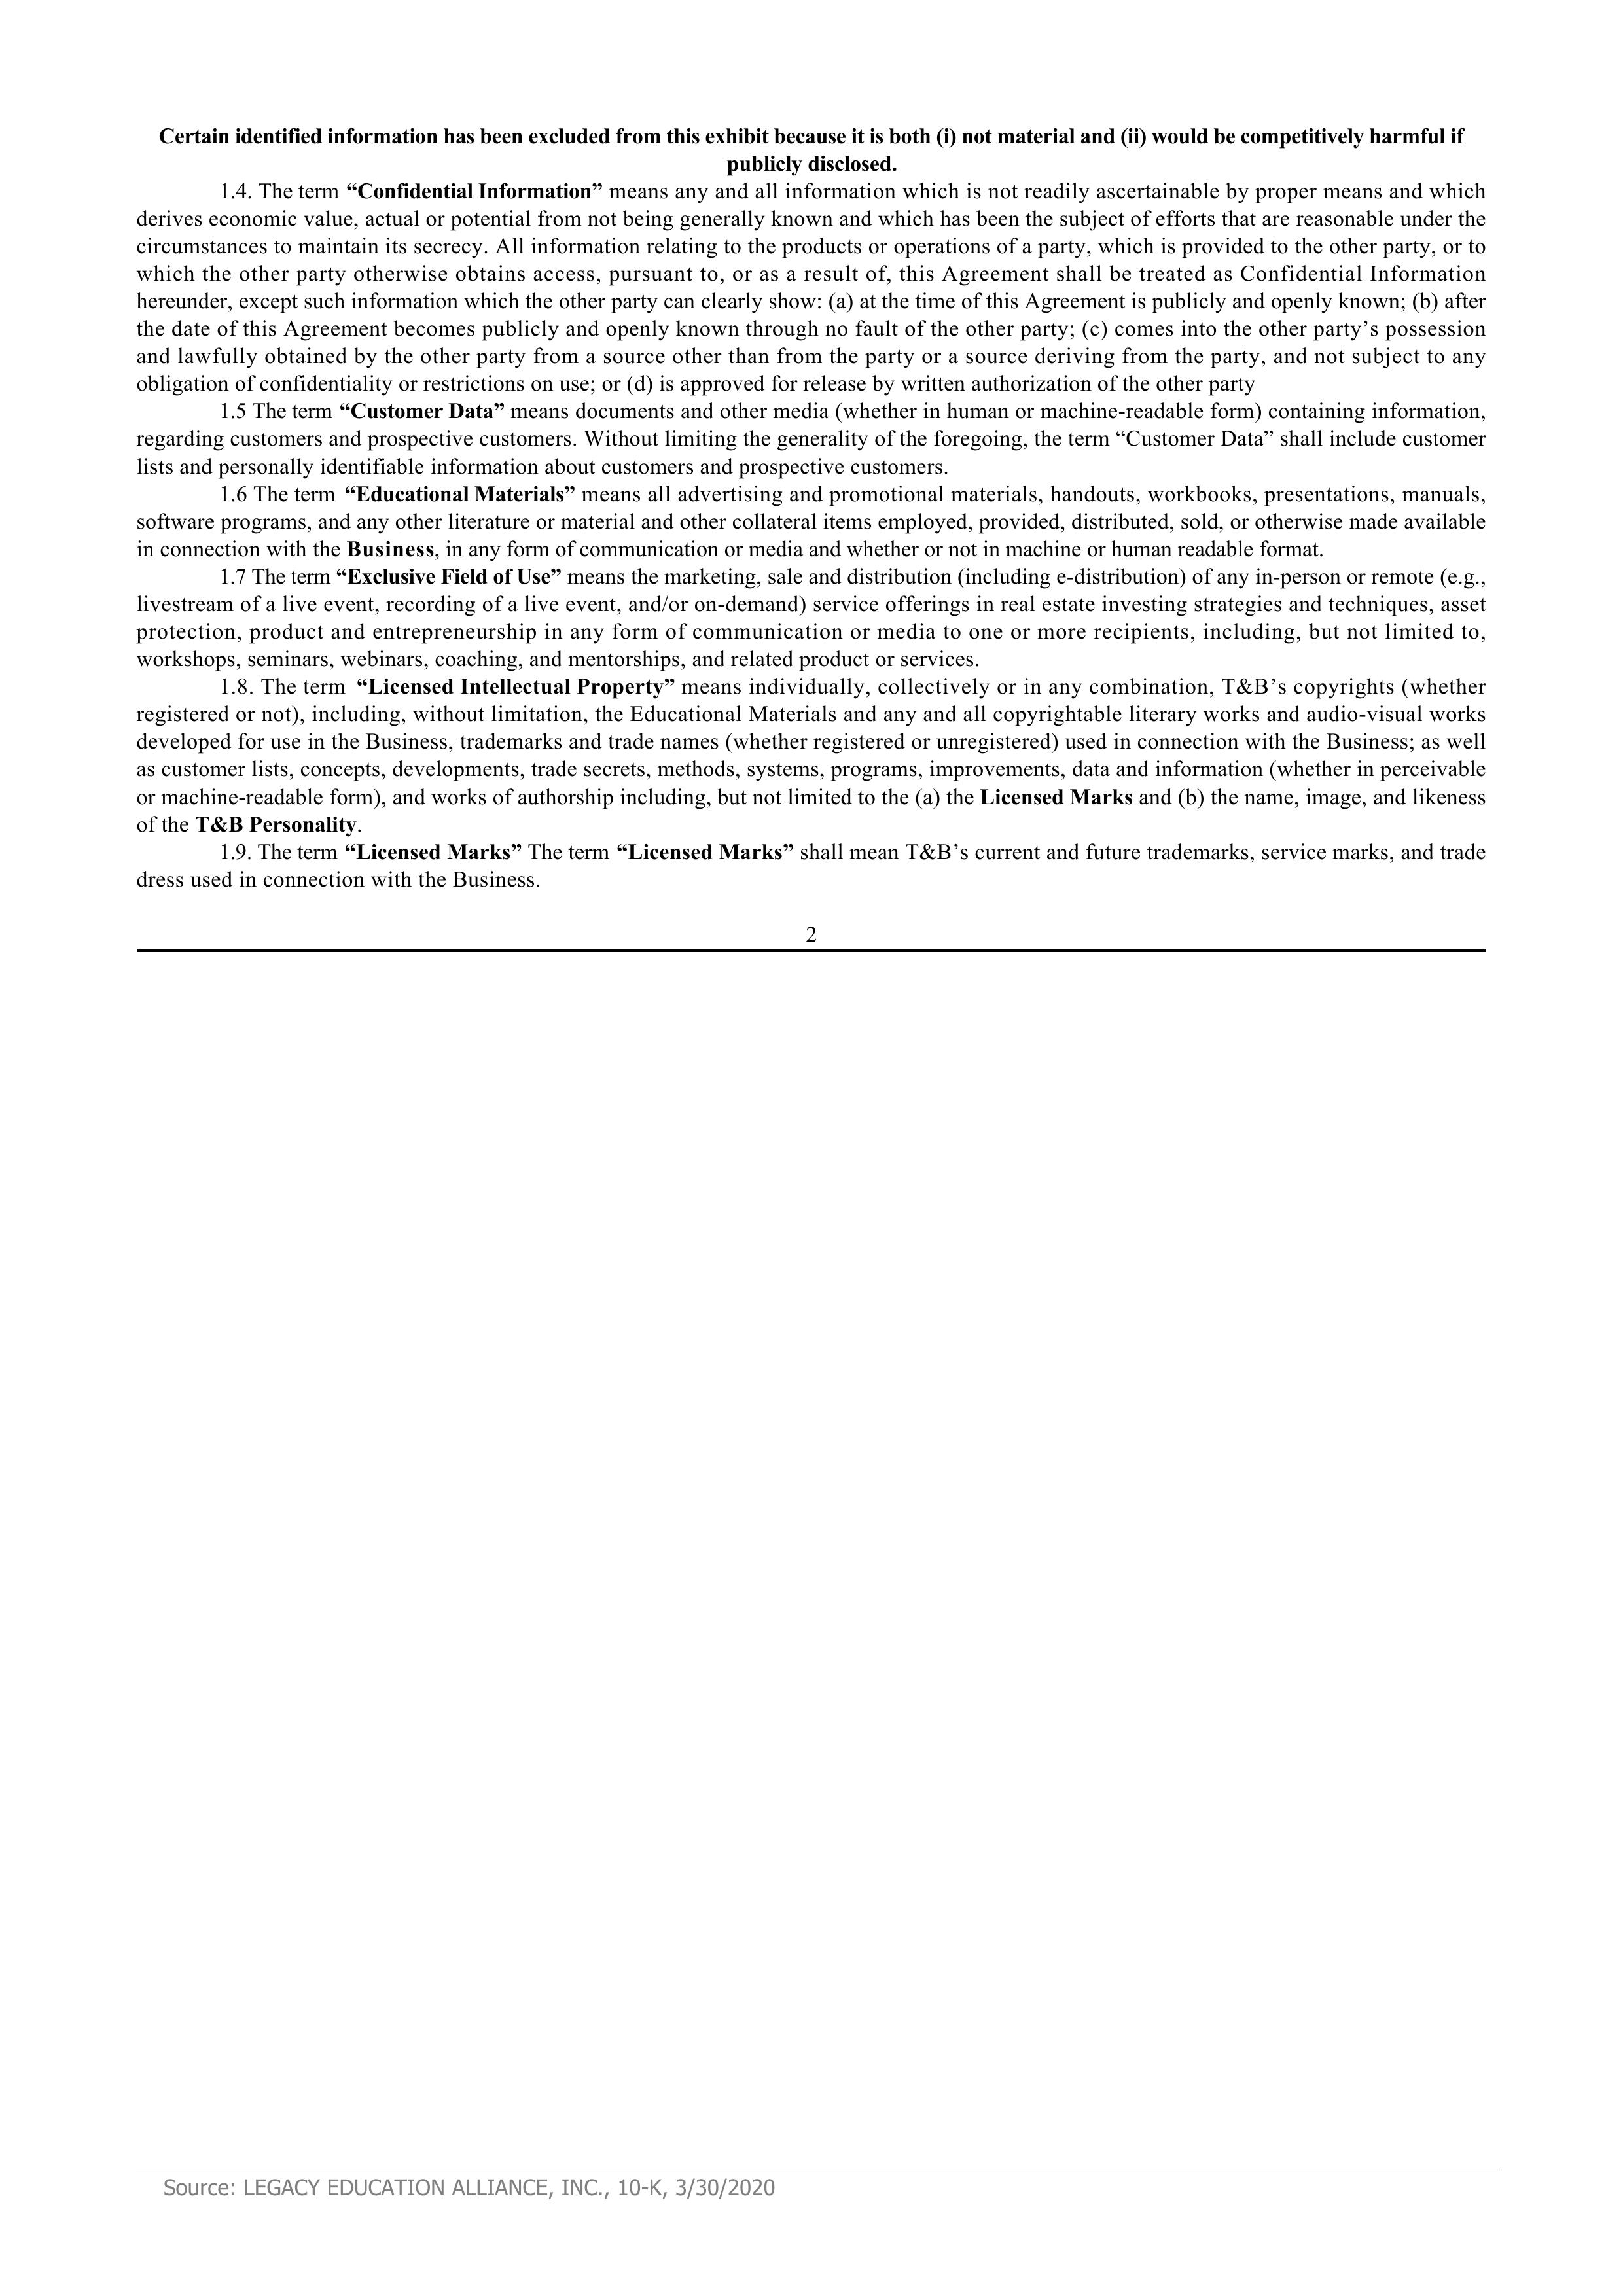 Certain identified information has been excluded from this exhibit because it is both (i) not material and (ii) would be competitively harmful if
publicly disclosed.
1.4. The term “Confidential Information” means any and all information which is not readily ascertainable by proper means and which
derives economic value, actual or potential from not being generally known and which has been the subject of efforts that are reasonable under the
circumstances to maintain its secrecy. All information relating to the products or operations of a party, which is provided to the other party, or to
which the other party otherwise obtains access, pursuant to, or as a result of, this Agreement shall be treated as Confidential Information
hereunder, except such information which the other party can clearly show: (a) at the time of this Agreement is publicly and openly known; (b) after
the date of this Agreement becomes publicly and openly known through no fault of the other party; (c) comes into the other party’s possession
and lawfully obtained by the other party from a source other than from the party or a source deriving from the party, and not subject to any
obligation of confidentiality or restrictions on use; or (d) is approved for release by written authorization of the other party
1.5 The term “Customer Data” means documents and other media (whether in human or machine-readable form) containing information,
regarding customers and prospective customers. Without limiting the generality of the foregoing, the term “Customer Data” shall include customer
lists and personally identifiable information about customers and prospective customers.
1.6 The term “Educational Materials” means all advertising and promotional materials, handouts, workbooks, presentations, manuals,
software programs, and any other literature or material and other collateral items employed, provided, distributed, sold, or otherwise made available
in connection with the Business, in any form of communication or media and whether or not in machine or human readable format.
1.7 The term “Exclusive Field of Use” means the marketing, sale and distribution (including e-distribution) of any in-person or remote (e.g.,
livestream of a live event, recording of a live event, and/or on-demand) service offerings in real estate investing strategies and techniques, asset
protection, product and entrepreneurship in any form of communication or media to one or more recipients, including, but not limited to,
workshops, seminars, webinars, coaching, and mentorships, and related product or services.
1.8. The term “Licensed Intellectual Property” means individually, collectively or in any combination, T&B’s copyrights (whether
registered or not), including, without limitation, the Educational Materials and any and all copyrightable literary works and audio-visual works
developed for use in the Business, trademarks and trade names (whether registered or unregistered) used in connection with the Business; as well
as customer lists, concepts, developments, trade secrets, methods, systems, programs, improvements, data and information (whether in perceivable
or machine-readable form), and works of authorship including, but not limited to the (a) the Licensed Marks and (b) the name, image, and likeness
of the T&B Personality.
1.9. The term “Licensed Marks” The term “Licensed Marks” shall mean T&B’s current and future trademarks, service marks, and trade
dress used in connection with the Business.
2
Source: LEGACY EDUCATION ALLIANCE, INC., 10-K, 3/30/2020